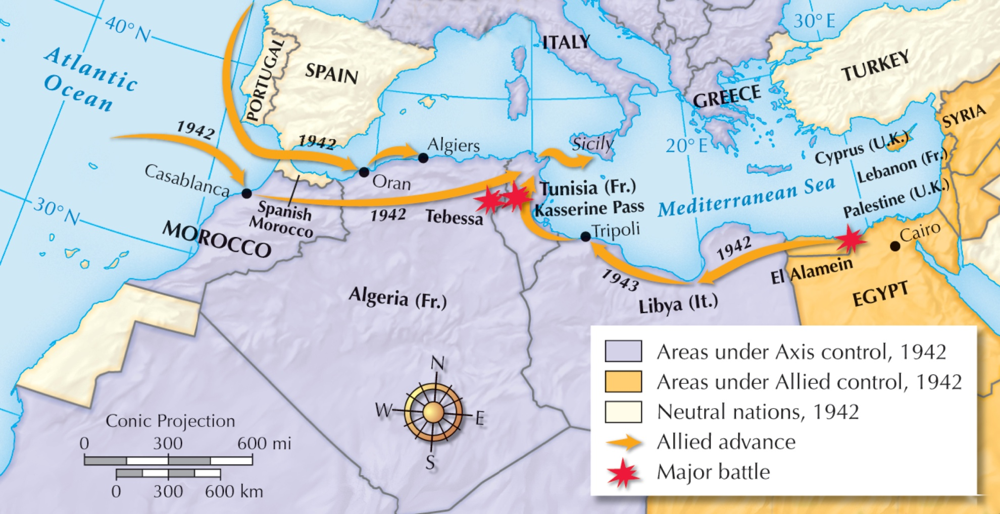 40° N
30° E
Atlantic
Ocean
PORTUGAL
SPAIN
ITALY
TURKEY
GREECE
SYRIA
1942
1942
Algiers
Sicily
20° E
Cyprus (U.K.)
Lebanon (Fr.)
Casablanca
Oran
Tunisia (Fr.)
Kasserine Pass
Mediterranean Sea
Palestine (U.K.)
30° N
Spanish
Morocco
1942
Tebessa
Tripoli
Cairo
MOROCCO
1942
1943
El Alamein
EGYPT
Algeria (Fr.)
Libya (It.)
N
W
E
S
Conic Projection
0 300 600 mi
0 300 600 km
Areas under Axis control, 1942
Areas under Allied control, 1942
Neutral nations, 1942
Allied advance
Major battle